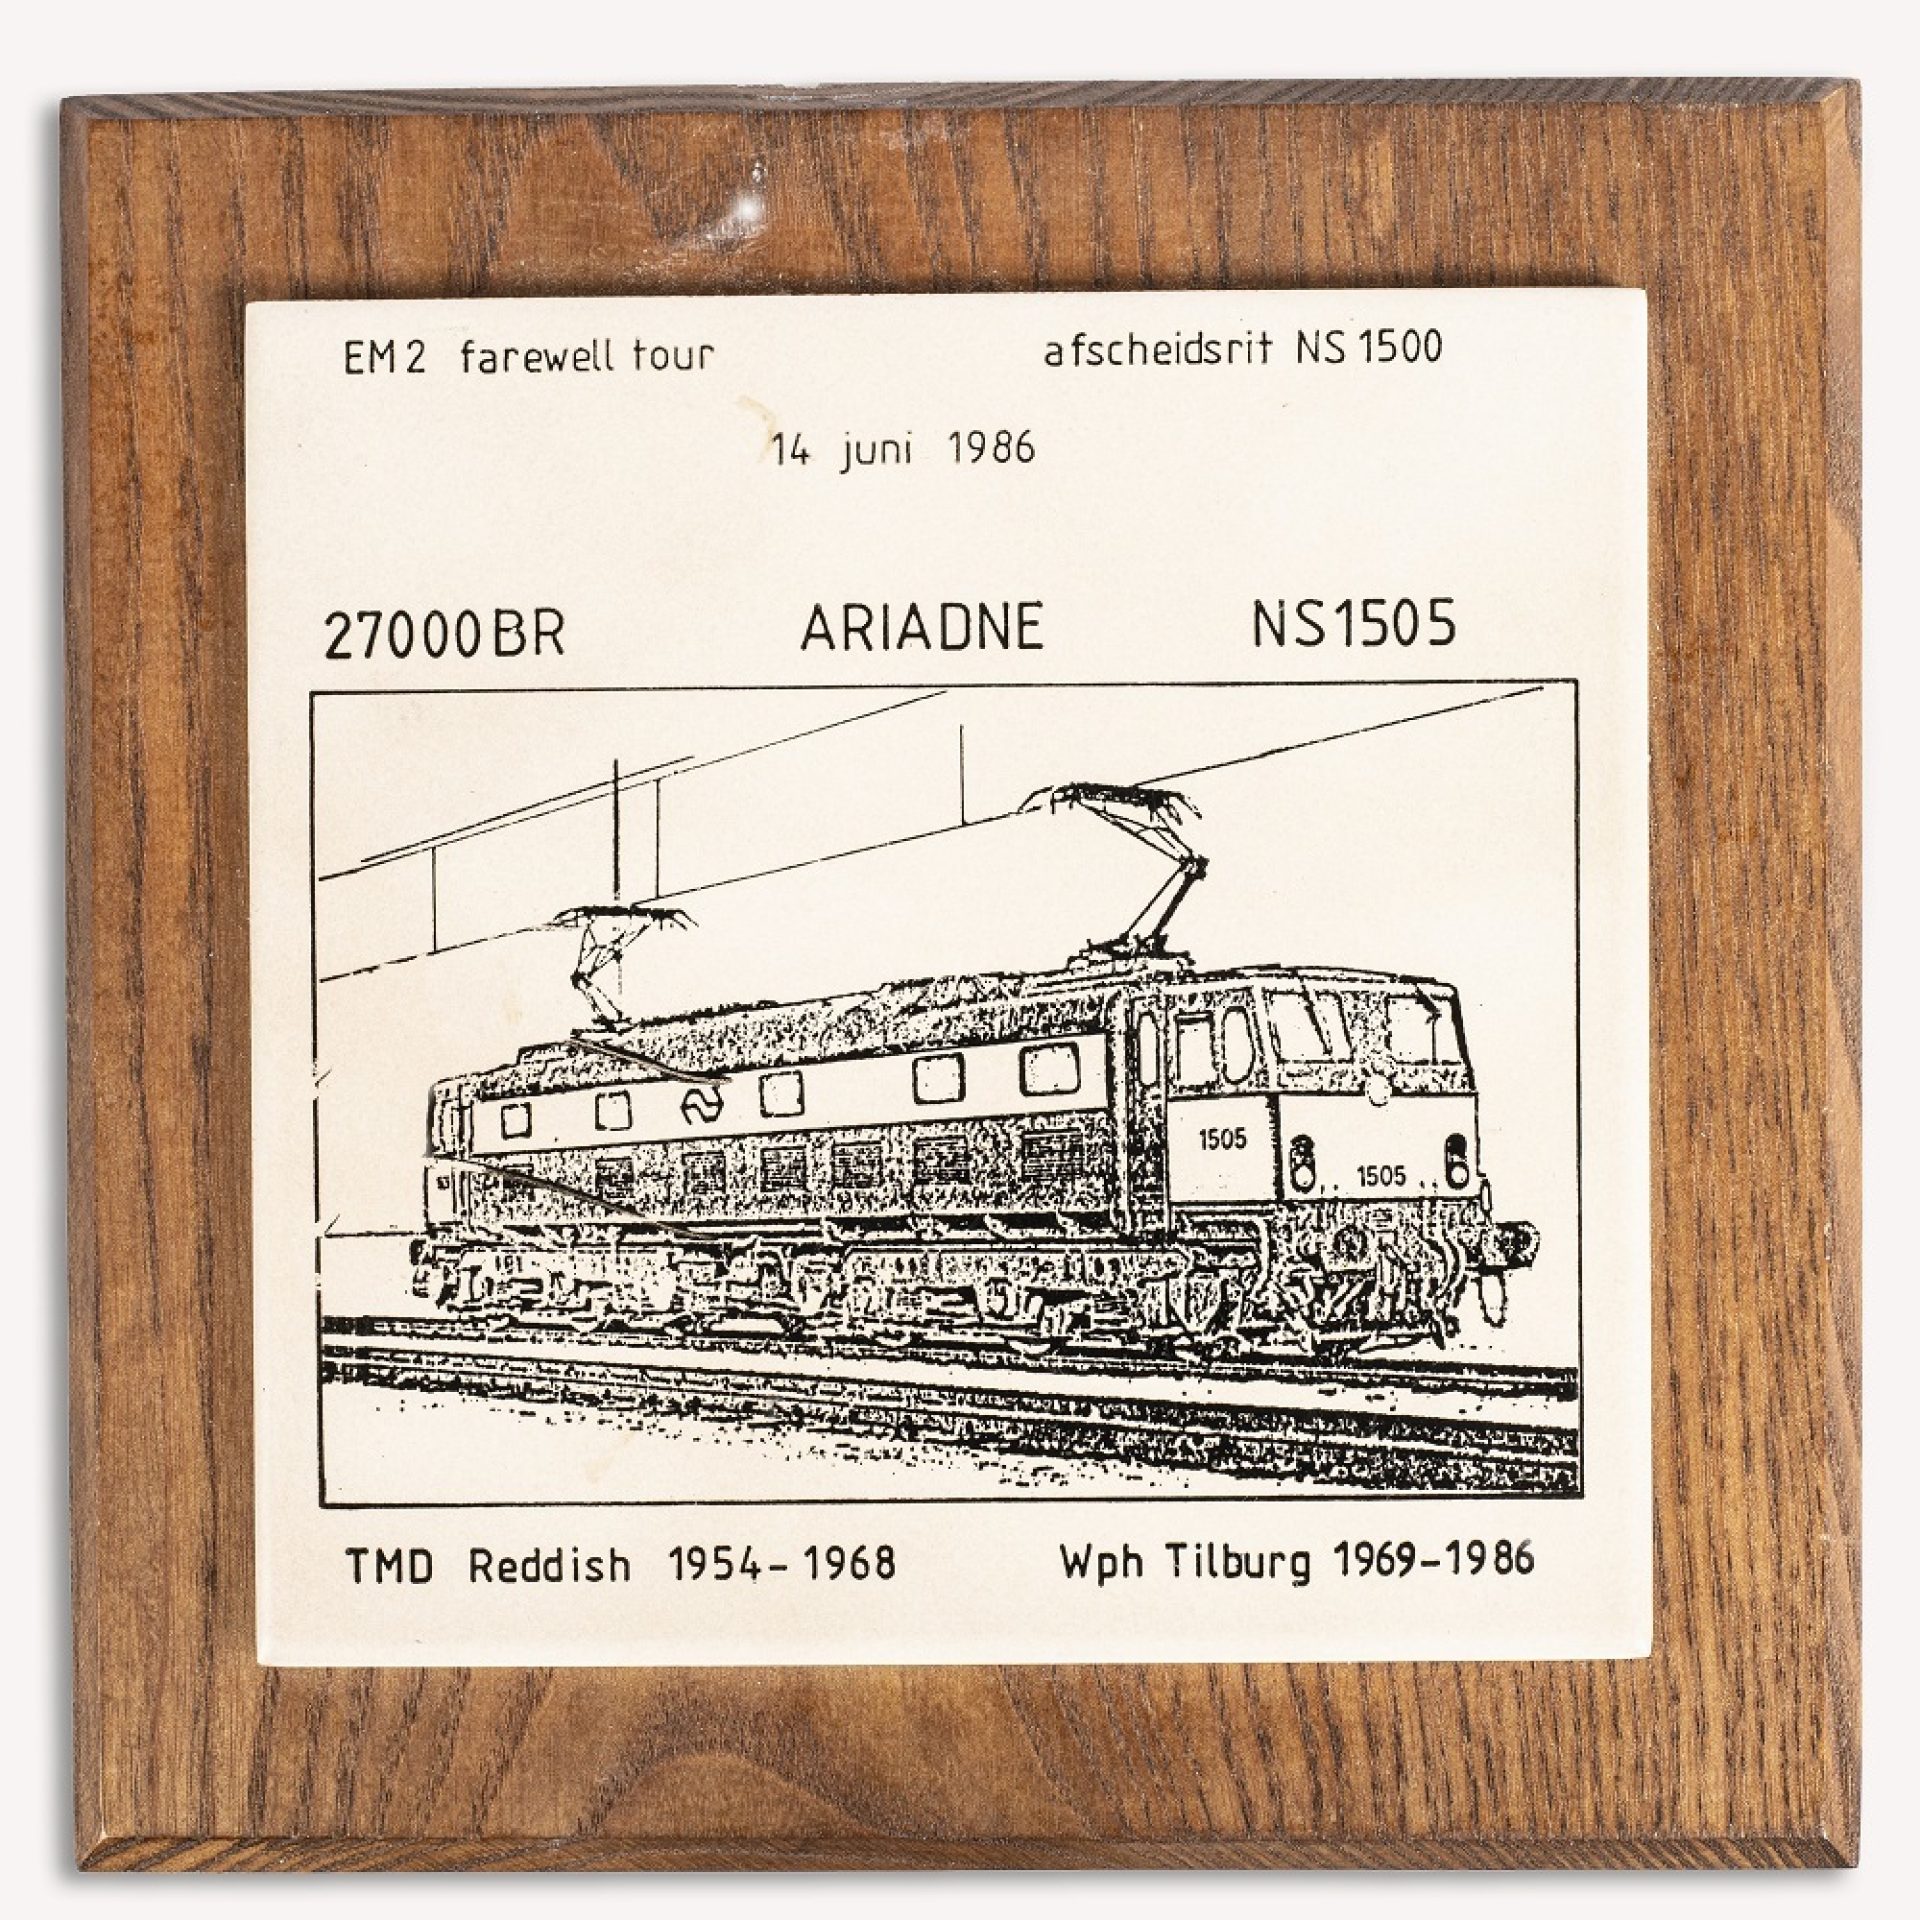 EM2 farewell tour afscheidsrit NS 1500
14 juni 1986
27000BR ARIADNE NS1505
1505
1505
TMD Reddish 1954-1968 Wph Tilburg 1969-1986